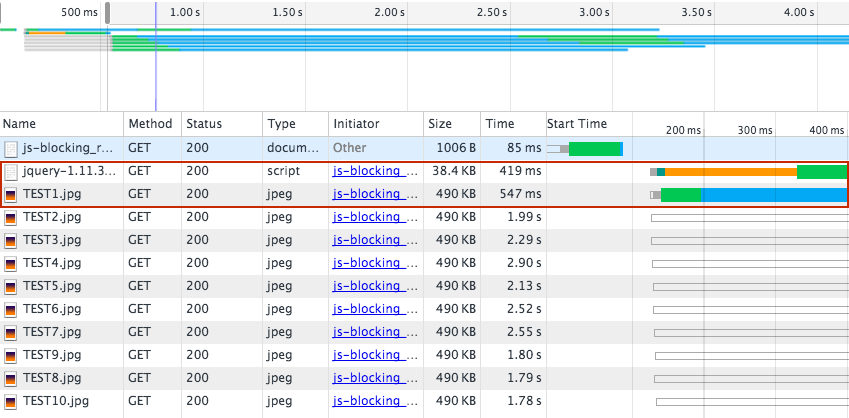 500 ms 1.00 s 1.50 s 2.00 s 2.50 s 3.00 s 3.50 s 4.00 s
Name Method Status Type Initiator Size Time Start Time 200 ms 300 ms 400 ms
js-blocking_r... GET 200 docum... Other 1006 B 85 ms
jquery-1.11.3... GET 200 script js-blocking_... 38.4 KB 419 ms
TEST1.jpg GET 200 jpeg js-blocking_... 490 KB 547 ms
TEST2.jpg GET 200 jpeg js-blocking_... 490 KB 1.99 s
TEST3.jpg GET 200 jpeg js-blocking_... 490 KB 2.29 s
TEST4.jpg GET 200 jpeg js-blocking_... 490 KB 2.90 s
TEST5.jpg GET 200 jpeg js-blocking_... 490 KB 2.13 s
TEST6.jpg GET 200 jpeg js-blocking_... 490 KB 2.52 s
TEST7.jpg GET 200 jpeg js-blocking_... 490 KB 2.55 s
TEST9.jpg GET 200 jpeg js-blocking_... 490 KB 1.80 s
TEST8.jpg GET 200 jpeg js-blocking_... 490 KB 1.79 s
TEST10.jpg GET 200 jpeg js-blocking_... 490 KB 1.78 s